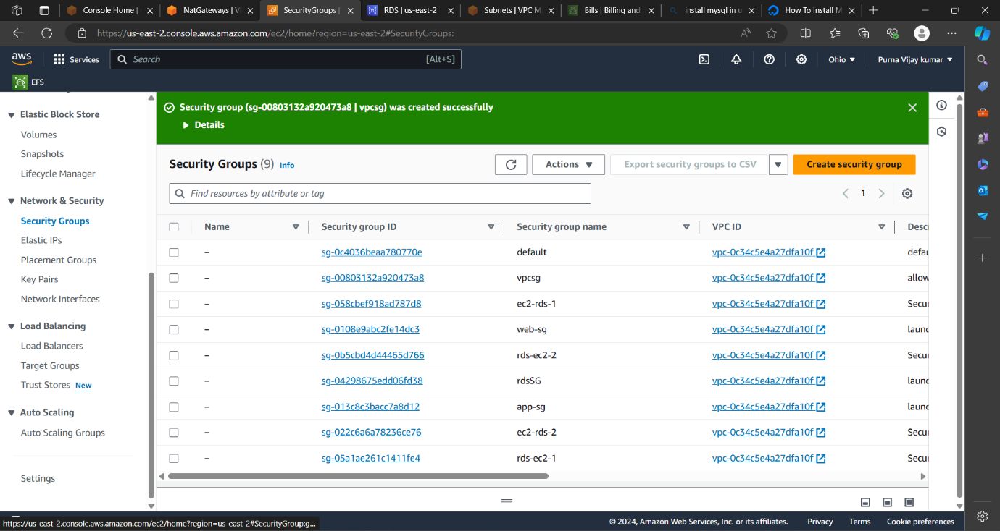 Console Home |
NatGateways | V
SecurityGroups |
RDS | us-east-2
Subnets | VPC M
Bills | Billing and
install mysql in u
How To Install M
https://us-east-2.console.aws.amazon.com/ec2/home?region=us-east-2#SecurityGroups:
aws
Services
Search
[Alt+S]
Ohio
Purna Vijay kumar
EFS
Elastic Block Store
Volumes
Snapshots
Lifecycle Manager
Network & Security
Security Groups
Elastic IPs
Placement Groups
Key Pairs
Network Interfaces
Load Balancing
Load Balancers
Target Groups
Trust Stores New
Auto Scaling
Auto Scaling Groups
Settings
Security group (sg-00803132a920473a8 | vpcsg) was created successfully
Details
Security Groups (9) Info
Actions
Export security groups to CSV
Create security group
Find resources by attribute or tag
1
Name Security group ID Security group name VPC ID Desc
– sg-0c4036beaa780770e default vpc-0c34c5e4a27dfa10f defau
– sg-00803132a920473a8 vpcsg vpc-0c34c5e4a27dfa10f allow
– sg-058cbef918ad787d8 ec2-rds-1 vpc-0c34c5e4a27dfa10f Secur
– sg-0108e9abc2fe14dc3 web-sg vpc-0c34c5e4a27dfa10f launc
– sg-0b5cbd4d44465d766 rds-ec2-2 vpc-0c34c5e4a27dfa10f Secur
– sg-04298675edd06fd38 rdsSG vpc-0c34c5e4a27dfa10f launc
– sg-013c8c3bacc7a8d12 app-sg vpc-0c34c5e4a27dfa10f launc
– sg-022c6a6a78236ce76 ec2-rds-2 vpc-0c34c5e4a27dfa10f Secur
– sg-05a1ae261c1411fe4 rds-ec2-1 vpc-0c34c5e4a27dfa10f Secur
https://us-east-2.console.aws.amazon.com/ec2/home?region=us-east-2#SecurityGroup:g...
© 2024, Amazon Web Services, Inc. or its affiliates.
Privacy
Terms
Cookie preferences